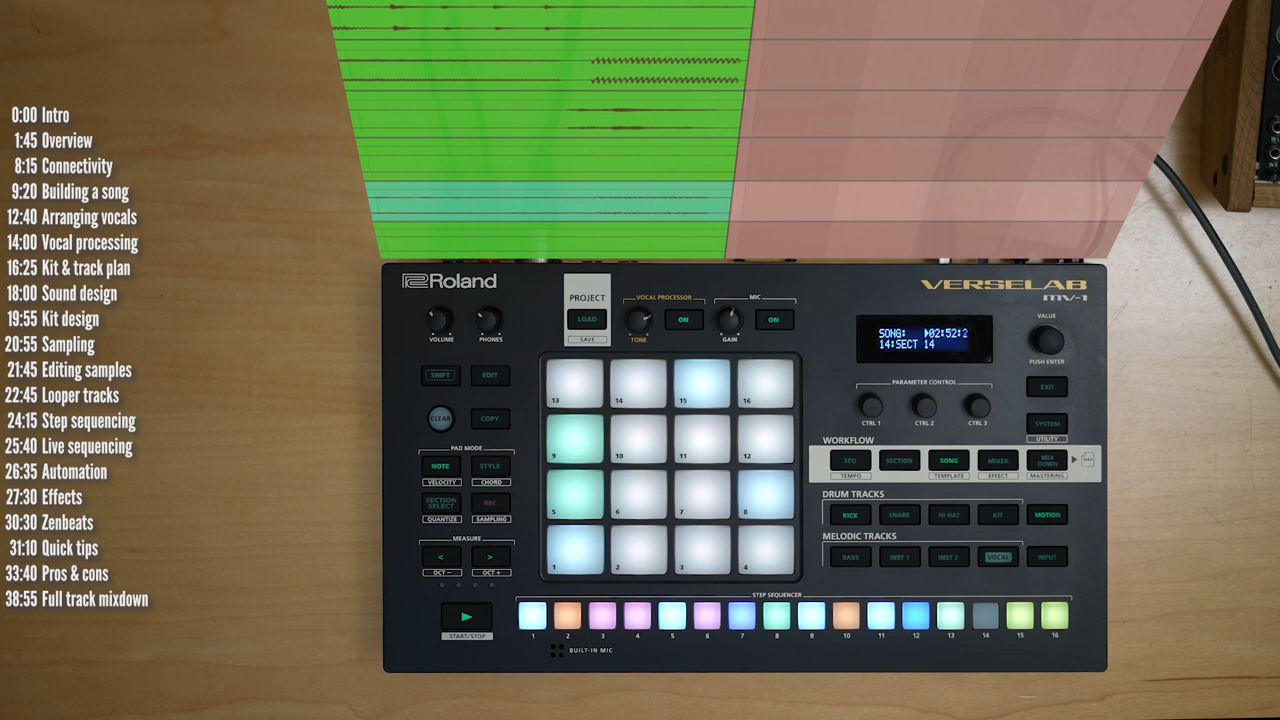 0:00 Intro
1:45 Overview
8:15 Connectivity
9:20 Building a song
12:40 Arranging vocals
14:00 Vocal processing
16:25 Kit & track plan
18:00 Sound design
19:55 Kit design
20:55 Sampling
21:45 Editing samples
22:45 Looper tracks
24:15 Step sequencing
25:40 Live sequencing
26:35 Automation
27:30 Effects
30:30 Zenbeats
31:10 Quick tips
33:40 Pros & cons
38:55 Full track mixdown
Roland
VERSELAB
MV-1
PROJECT
LOAD
SAVE
VOCAL PROCESSOR
TONE
ON
MIC
GAIN
ON
VOLUME
PHONES
SONG: 02:52:2
14:SECT 14
VALUE
PUSH ENTER
SHIFT
EDIT
CLEAR
COPY
PAD MODE
NOTE
STYLE
VELOCITY
CHORD
SECTION SELECT
REC
QUANTIZE
SAMPLING
MEASURE
< >
OCT - OCT +
START/STOP
13 14 15 16
9 10 11 12
5 6 7 8
1 2 3 4
PARAMETER CONTROL
CTRL 1 CTRL 2 CTRL 3
EXIT
SYSTEM
UTILITY
WORKFLOW
SEQ SECTION SONG MIXER MIX DOWN
TEMPO TEMPLATE EFFECT MASTERING
DRUM TRACKS
KICK SNARE HI-HAT KIT MOTION
MELODIC TRACKS
BASS INST 1 INST 2 VOCAL INPUT
STEP SEQUENCER
1 2 3 4 5 6 7 8 9 10 11 12 13 14 15 16
BUILT-IN MIC